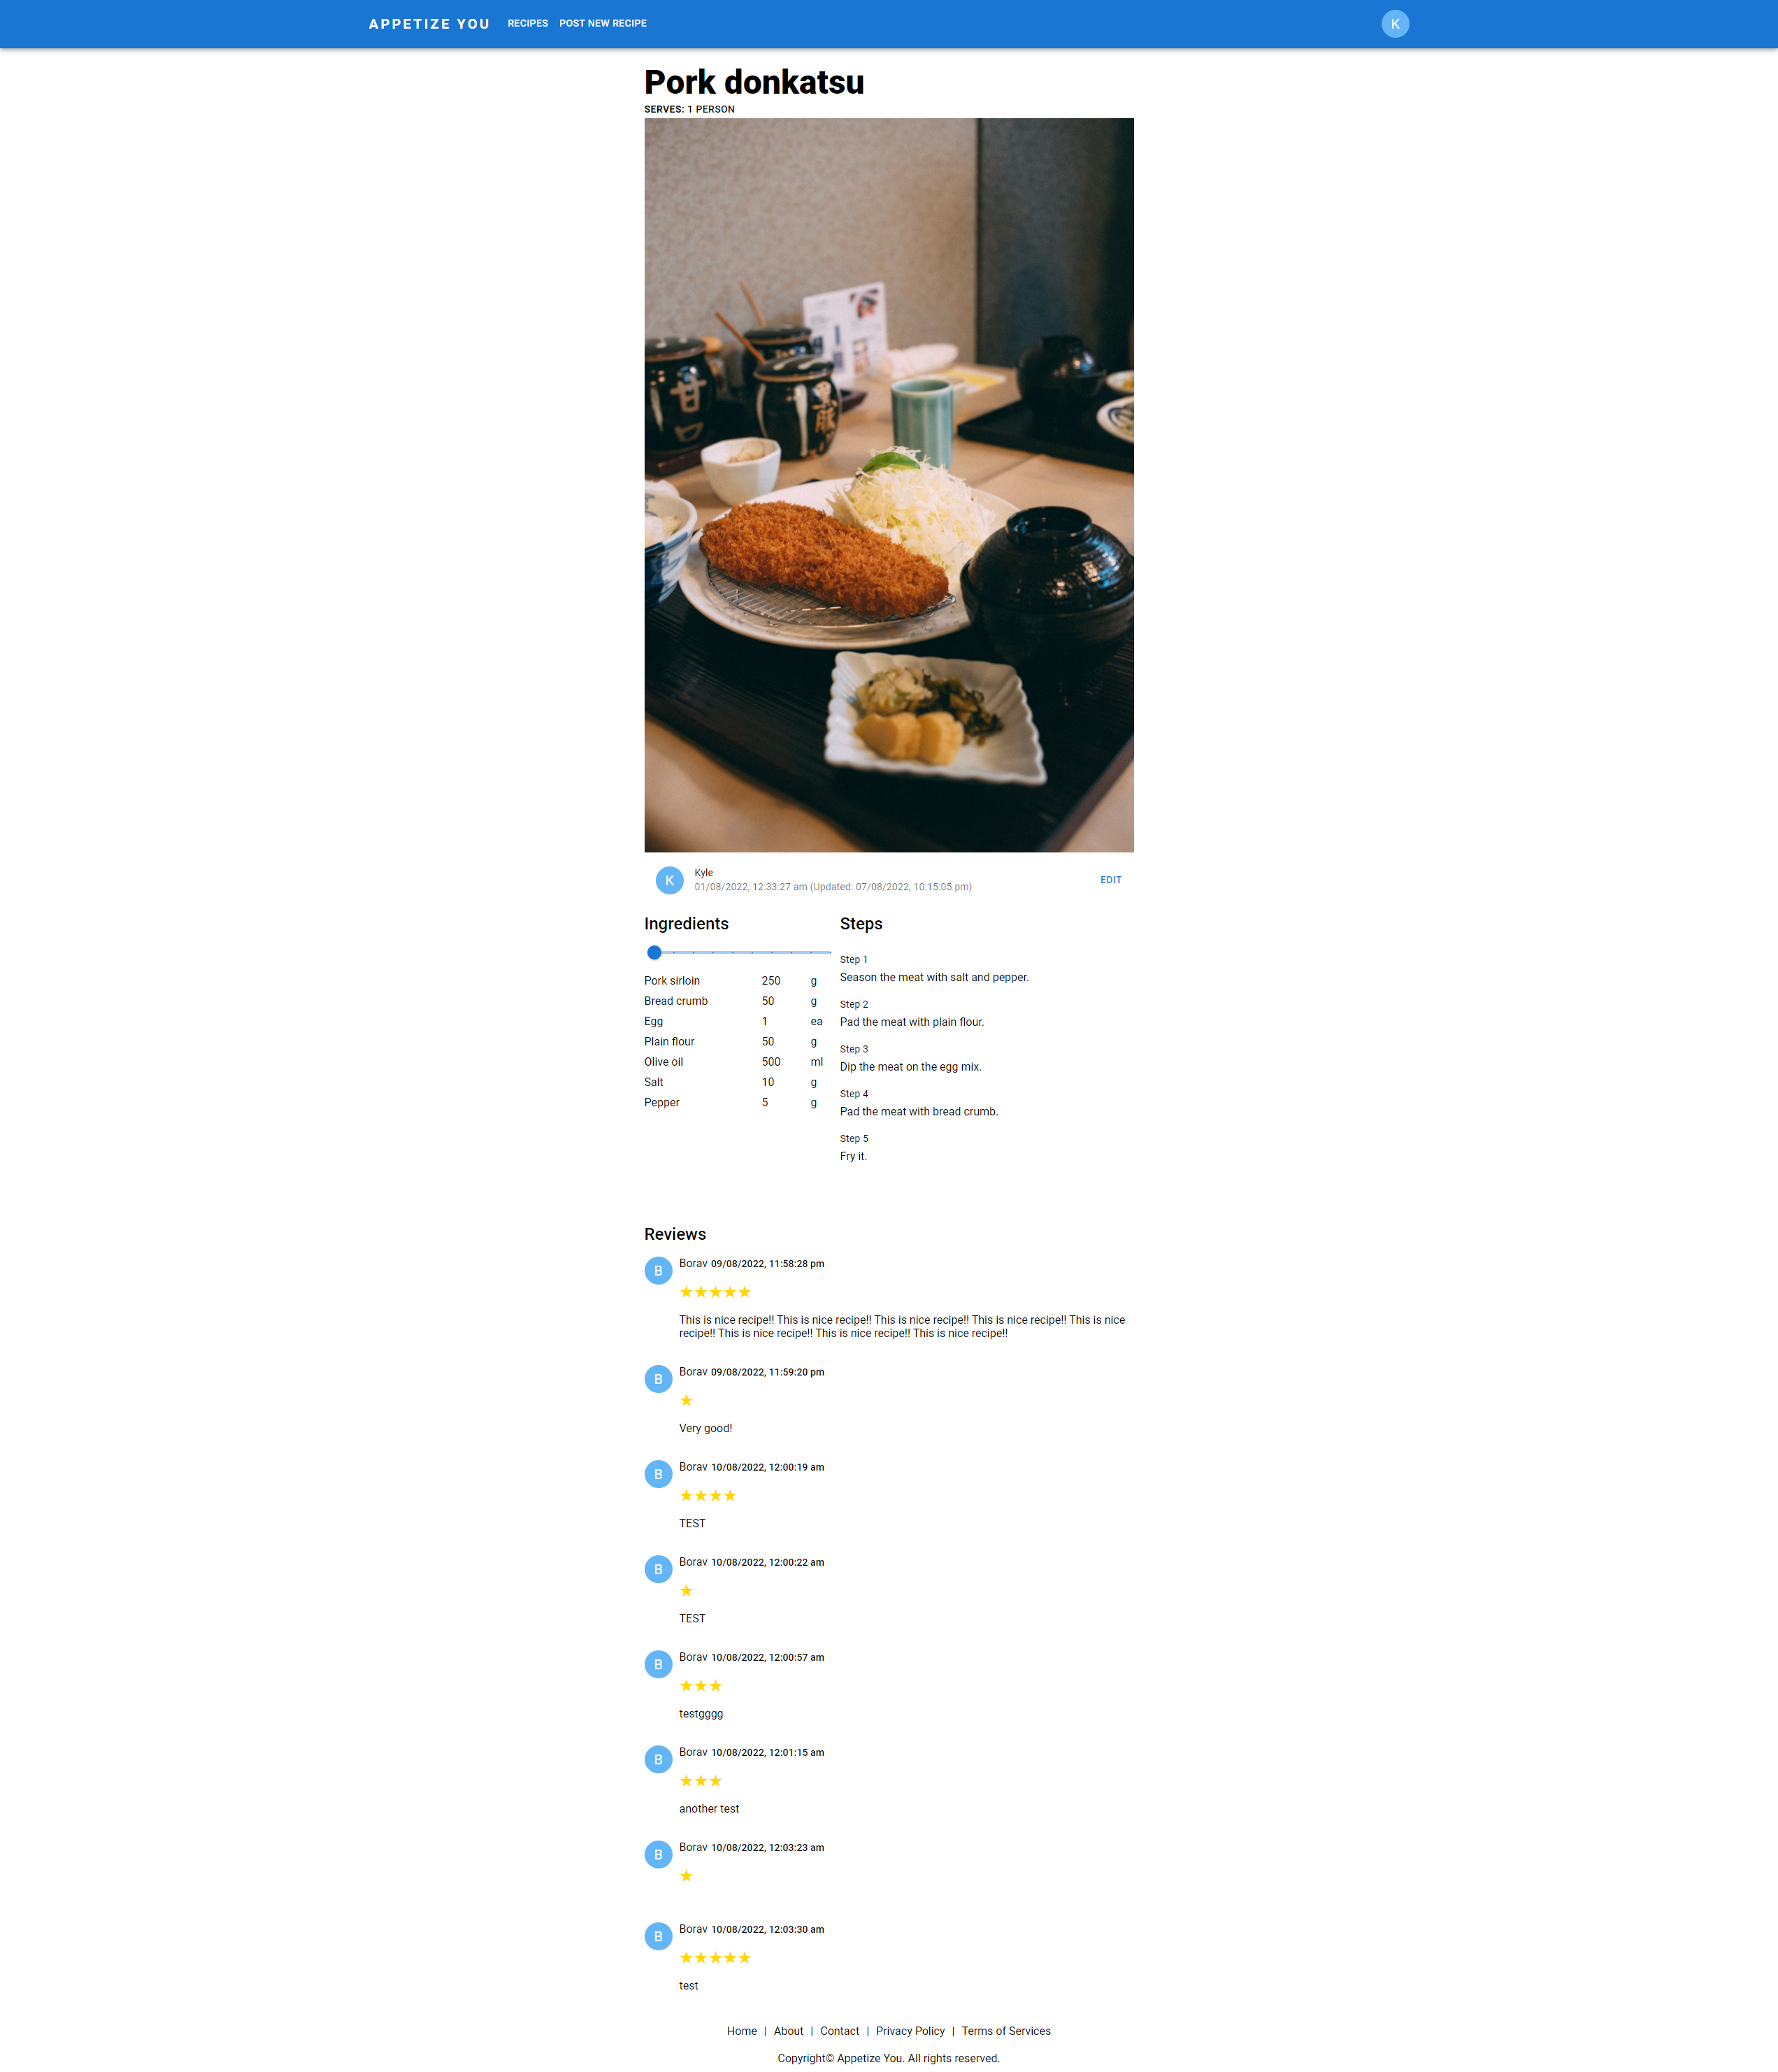 APPETIZE YOU RECIPES POST NEW RECIPE K
Pork donkatsu
SERVES: 1 PERSON
甘
K
Kyle
01/08/2022, 12:33:27 am (Updated: 07/08/2022, 10:15:05 pm)
EDIT
Ingredients
Pork sirloin 250 g
Bread crumb 50 g
Egg 1 ea
Plain flour 50 g
Olive oil 500 ml
Salt 10 g
Pepper 5 g
Steps
Step 1
Season the meat with salt and pepper.
Step 2
Pad the meat with plain flour.
Step 3
Dip the meat on the egg mix.
Step 4
Pad the meat with bread crumb.
Step 5
Fry it.
Reviews
B
Borav 09/08/2022, 11:58:28 pm
★★★★★
This is nice recipe!! This is nice recipe!! This is nice recipe!! This is nice recipe!! This is nice
recipe!! This is nice recipe!! This is nice recipe!! This is nice recipe!!
B
Borav 09/08/2022, 11:59:20 pm
★
Very good!
B
Borav 10/08/2022, 12:00:19 am
★★★★
TEST
B
Borav 10/08/2022, 12:00:22 am
★
TEST
B
Borav 10/08/2022, 12:00:57 am
★★★
testgggg
B
Borav 10/08/2022, 12:01:15 am
★★★
another test
B
Borav 10/08/2022, 12:03:23 am
★
B
Borav 10/08/2022, 12:03:30 am
★★★★★
test
Home | About | Contact | Privacy Policy | Terms of Services
Copyright© Appetize You. All rights reserved.